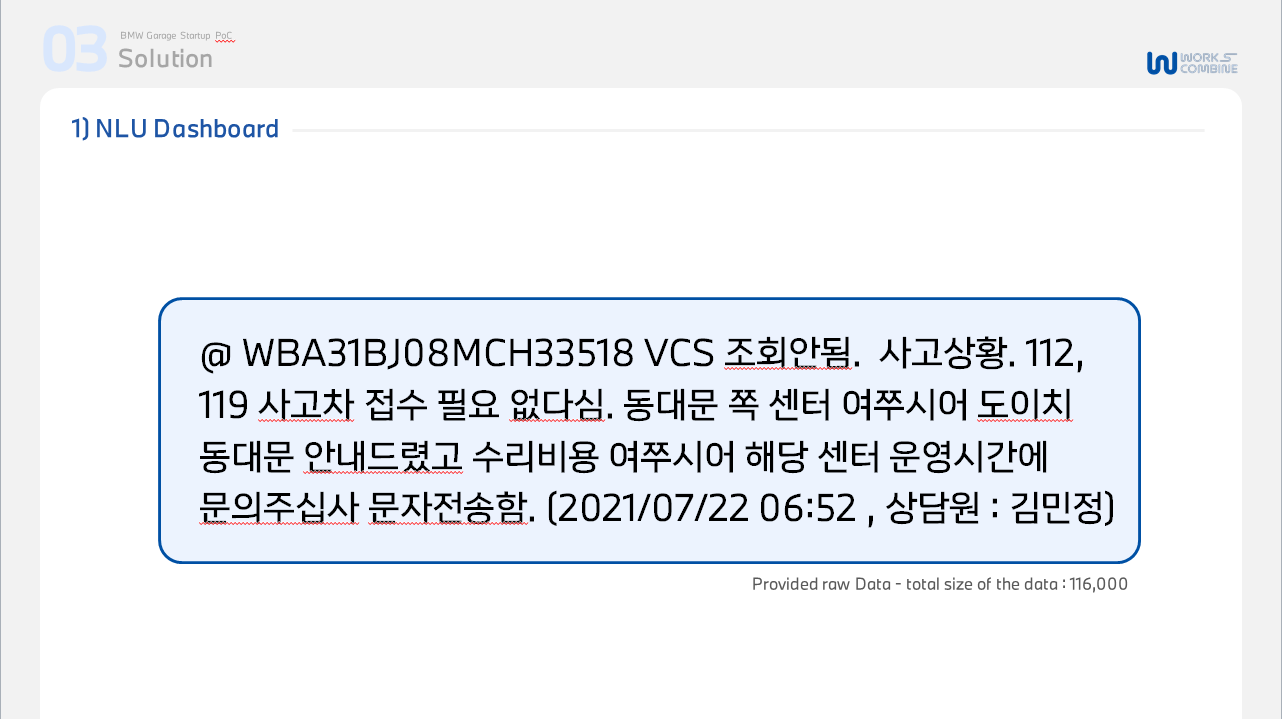 03
BMW Garage Startup PoC
Solution
WORKS
COMBINE
1) NLU Dashboard
@ WBA31BJ08MCH33518 VCS 조회안됨. 사고상황. 112,
119 사고차 접수 필요 없다심. 동대문 쪽 센터 여쭈시어 도이치
동대문 안내드렸고 수리비용 여쭈시어 해당 센터 운영시간에
문의주십사 문자전송함. (2021/07/22 06:52 , 상담원 : 김민정)
Provided raw Data - total size of the data : 116,000